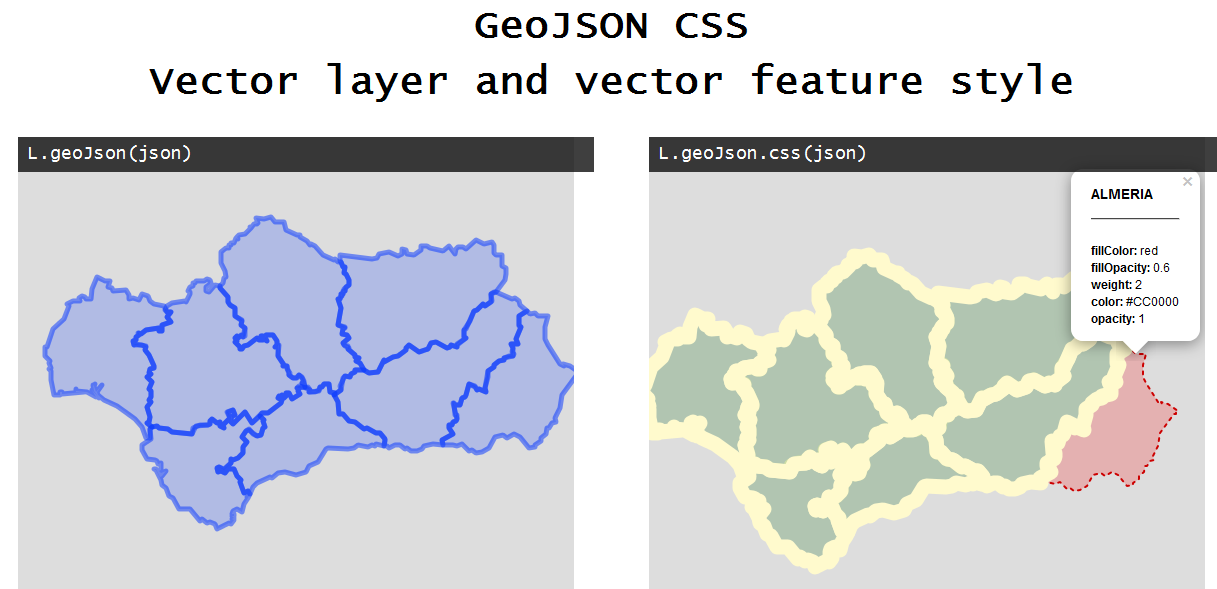 GeoJSON CSS
Vector layer and vector feature style
L.geoJson(json)
L.geoJson.css(json)
×
ALMERIA
fillColor: red
fillOpacity: 0.6
weight: 2
color: #CC0000
opacity: 1